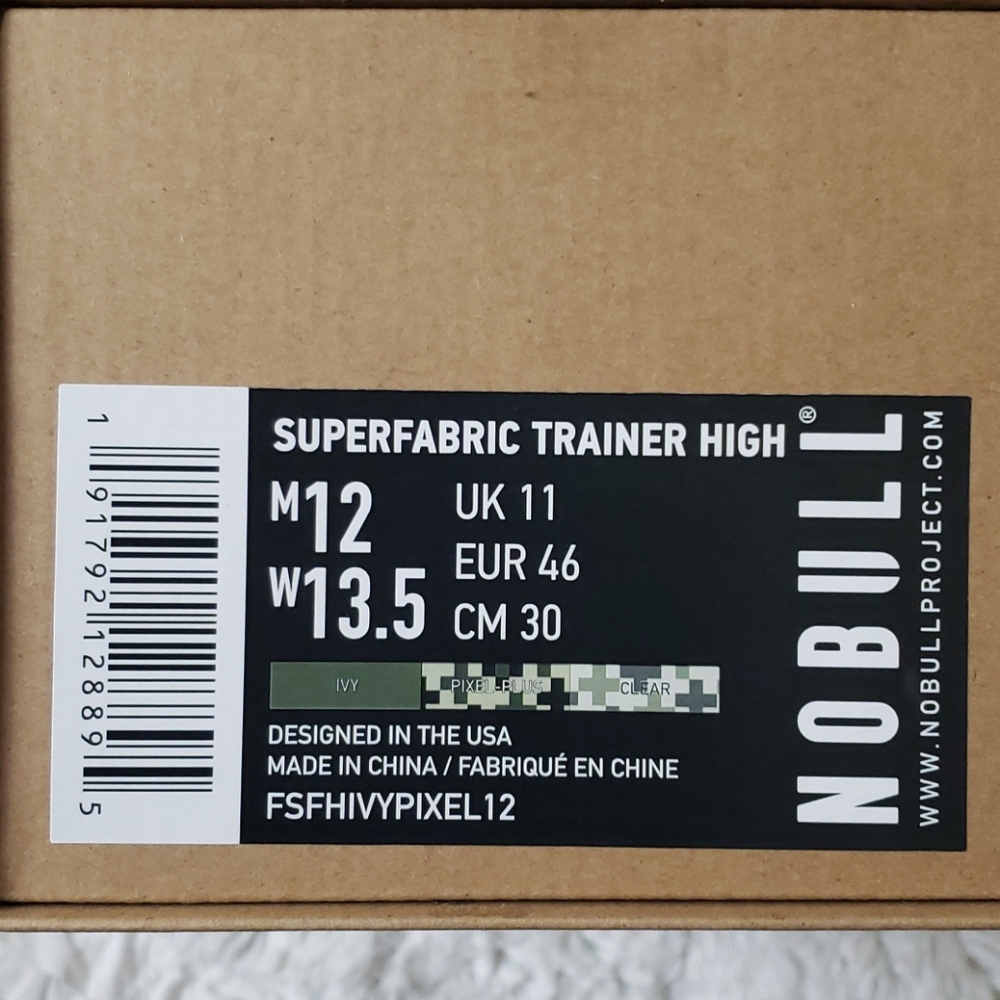 1 91792 12889 5
SUPERFABRIC TRAINER HIGH
M12
W13.5
UK 11
EUR 46
CM 30
IVY
PIXEL-PLUS
CLEAR
DESIGNED IN THE USA
MADE IN CHINA / FABRIQUÉ EN CHINE
FSFHIVYPIXEL12
NOBULL®
WWW.NOBULLPROJECT.COM